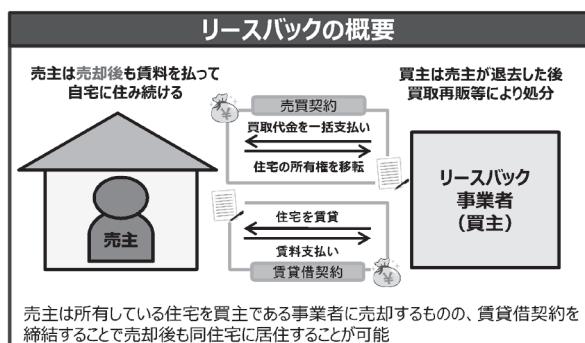 リースバックの概要
売主は売却後も賃料を払って
自宅に住み続ける
買主は売主が退去した後
買取再販等により処分
売買契約
買取代金を一括支払い
住宅の所有権を移転
¥
売主
リースバック
事業者
（買主）
住宅を賃貸
賃料支払い
賃貸借契約
¥
売主は所有している住宅を買主である事業者に売却するものの、賃貸借契約を
締結することで売却後も同住宅に居住することが可能